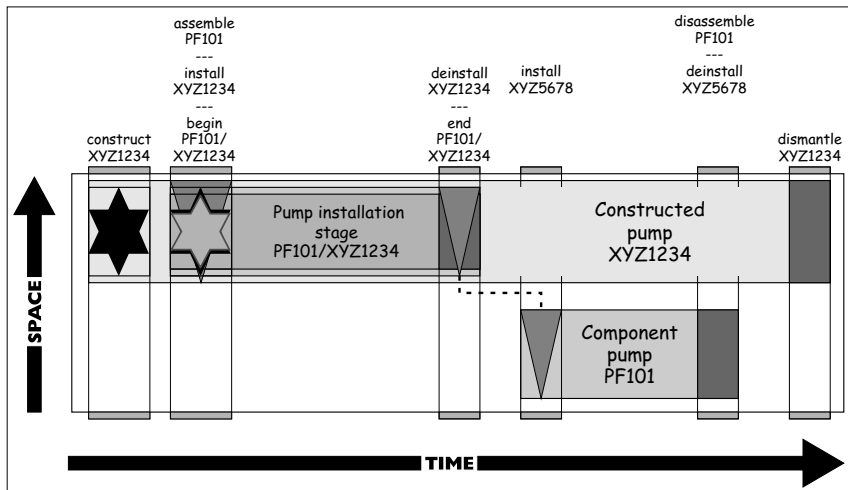 assemble
PF101
---
install
XYZ1234
---
begin
PF101/
XYZ1234
construct
XYZ1234
deinstall
XYZ1234
---
end
PF101/
XYZ1234
install
XYZ5678
disassemble
PF101
---
deinstall
XYZ5678
dismantle
XYZ1234
Pump installation
stage
PF101/XYZ1234
Constructed
pump
XYZ1234
Component
pump
PF101
SPACE
TIME